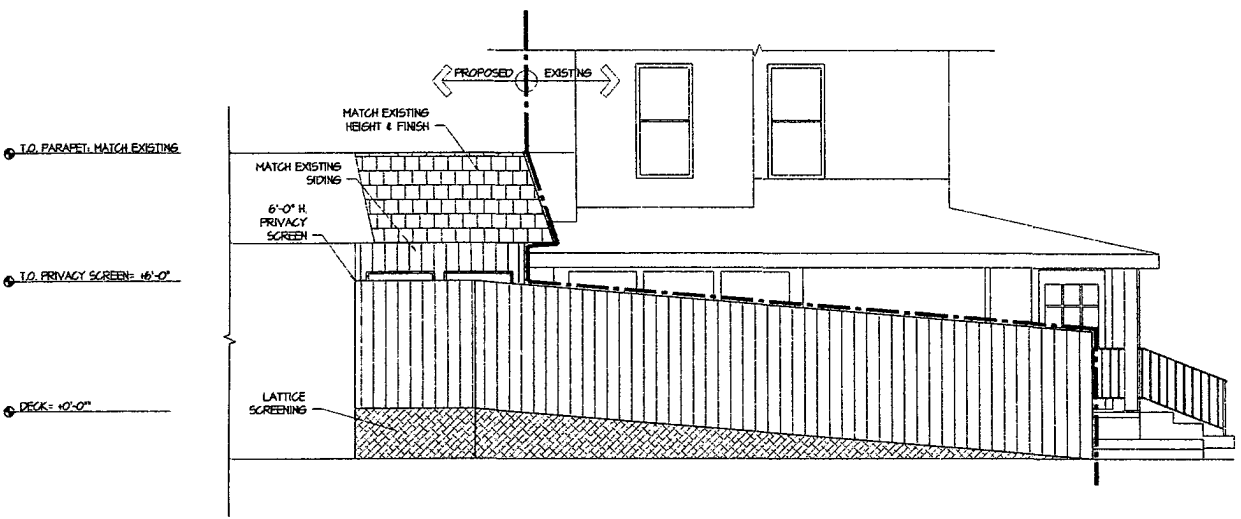 PROPOSED
EXISTING
MATCH EXISTING
HEIGHT & FINISH
T.O. PARAPET: MATCH EXISTING
MATCH EXISTING
SIDING
6'-0" H.
PRIVACY
SCREEN
T.O. PRIVACY SCREEN= +6'-0"
LATTICE
SCREENING
DECK= +0'-0"